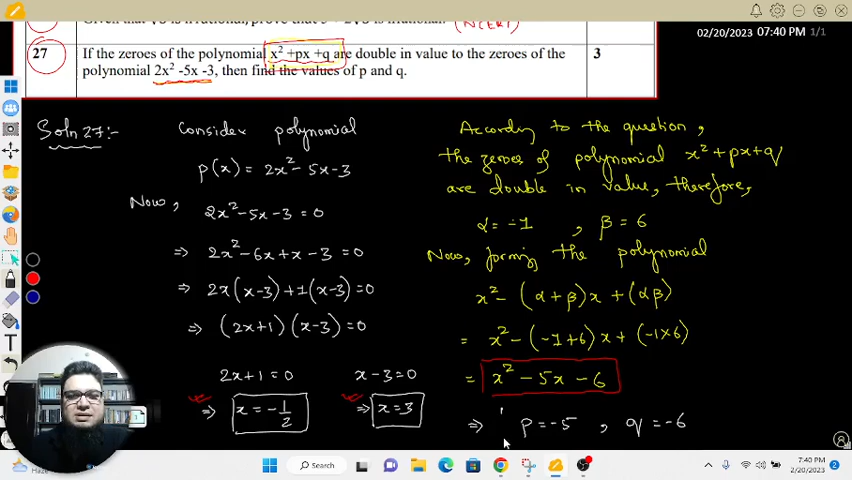 Given that √3 is irrational, prove that 5 - 2√3 is irrational. (NCERT)
02/20/2023 07:40 PM 1/1
27 If the zeroes of the polynomial x² +px +q are double in value to the zeroes of the 3
polynomial 2x² -5x -3, then find the values of p and q.
Soln 27:-
Consider polynomial
p(x) = 2x² - 5x - 3
Now,
2x² - 5x - 3 = 0
⇒ 2x² - 6x + x - 3 = 0
⇒ 2x(x-3) + 1(x-3) = 0
⇒ (2x+1) (x-3) = 0
2x+1 = 0 x-3 = 0
⇒ x = -1/2 ⇒ x = 3
According to the question,
the zeroes of polynomial x² + px + q
are double in value, therefore,
α = -1 , β = 6
Now, forming the polynomial
x² - (α + β)x + (αβ)
= x² - (-1+6) x + (-1×6)
= x² - 5x - 6
⇒ p = -5 , q = -6
Haze
Search
7:40 PM
2/20/2023